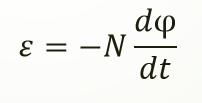 ε = −N dφ/dt